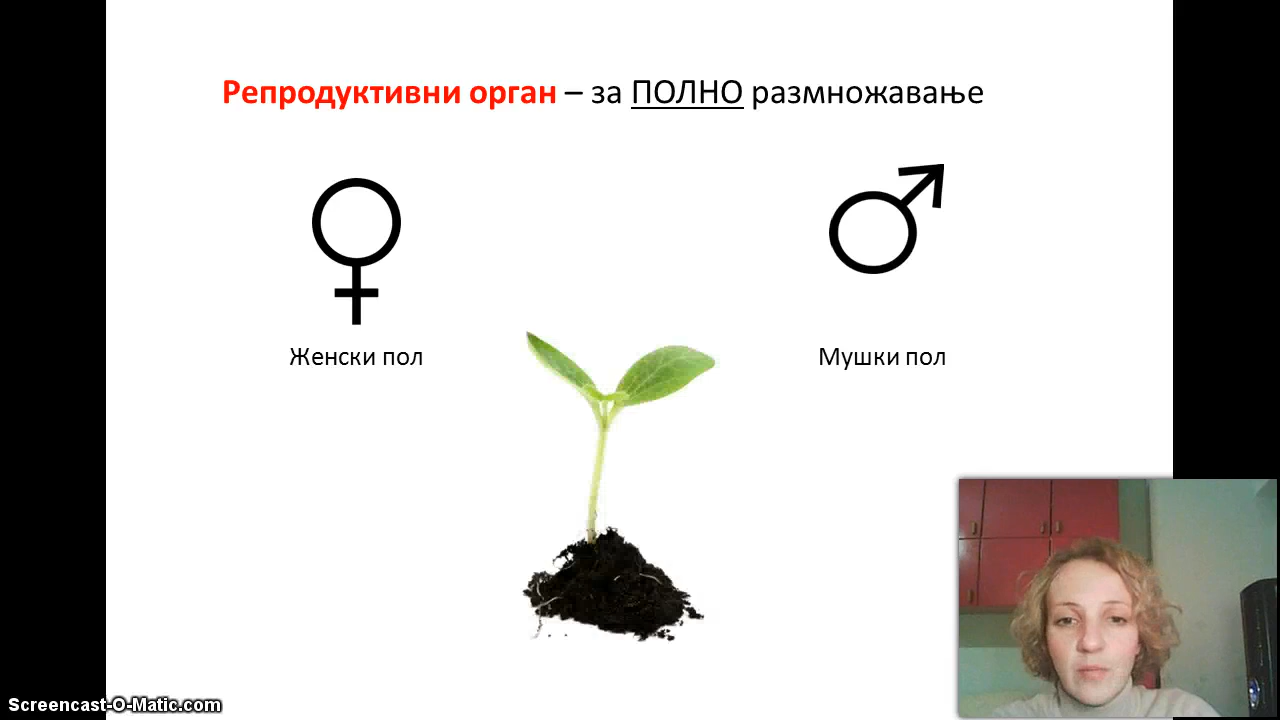 Репродуктивни орган – за ПОЛНО размножавање
Женски пол
Мушки пол
Screencast-O-Matic.com